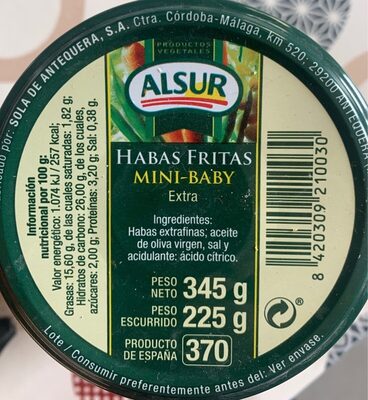 SOLA DE ANTEQUERA, S.A. Ctra. Córdoba-Málaga, Km 520. 29200 ANTEQUERA
PRODUCTOS
VEGETALES
ALSUR
HABAS FRITAS
MINI-BABY
Extra
Ingredientes:
Habas extrafinas; aceite
de oliva virgen, sal y
acidulante: ácido cítrico.
PESO
NETO 345 g
PESO
ESCURRIDO 225 g
PRODUCTO
DE ESPAÑA 370
Información
nutricional por 100 g:
Valor energético: 1.074 kJ / 257 kcal;
Grasas: 15,60 g, de las cuales saturadas: 1,82 g;
Hidratos de carbono: 26,00 g, de los cuales
azúcares: 2,00 g; Proteínas: 3,20 g; Sal: 0,38 g.
8 420309 210030
Lote / Consumir preferentemente antes del: Ver envase.